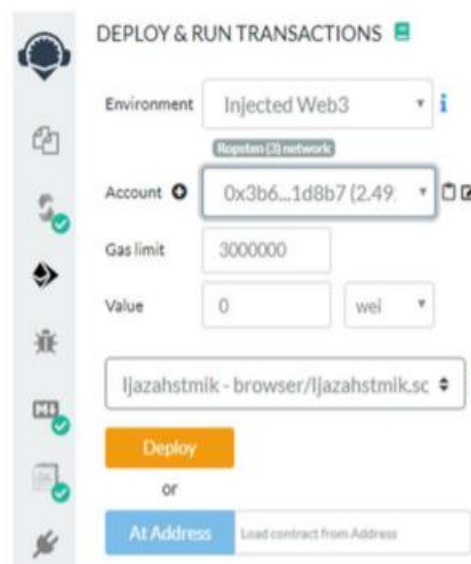 DEPLOY & RUN TRANSACTIONS
Environment Injected Web3
Ropsten (3) network
Account 0x3b6...1d8b7 (2.49
Gas limit 3000000
Value 0 wei
Ijazahstmik - browser/Ijazahstmik.sc
Deploy
or
At Address Load contract from Address